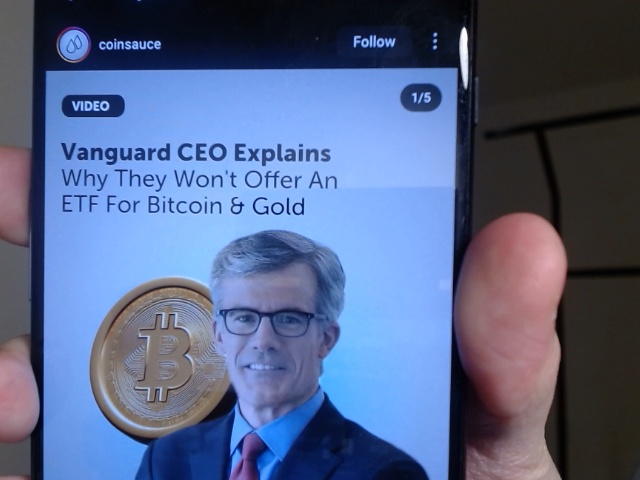 coinsauce
Follow
VIDEO
1/5
Vanguard CEO Explains
Why They Won't Offer An
ETF For Bitcoin & Gold